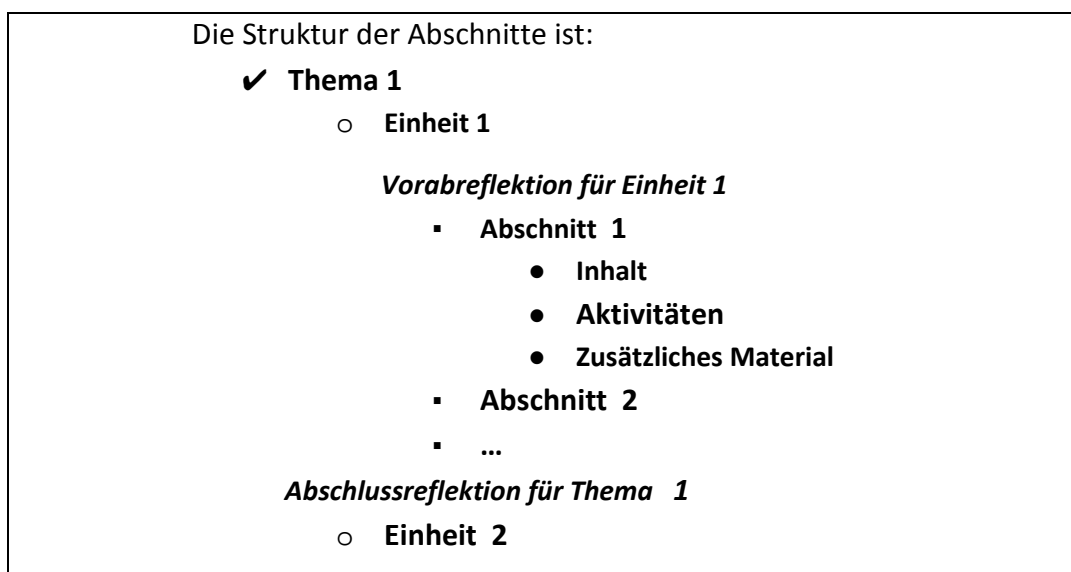 Die Struktur der Abschnitte ist:
✔ Thema 1
o Einheit 1
Vorabreflektion für Einheit 1
▪ Abschnitt 1
● Inhalt
● Aktivitäten
● Zusätzliches Material
▪ Abschnitt 2
▪ ...
Abschlussreflektion für Thema 1
o Einheit 2